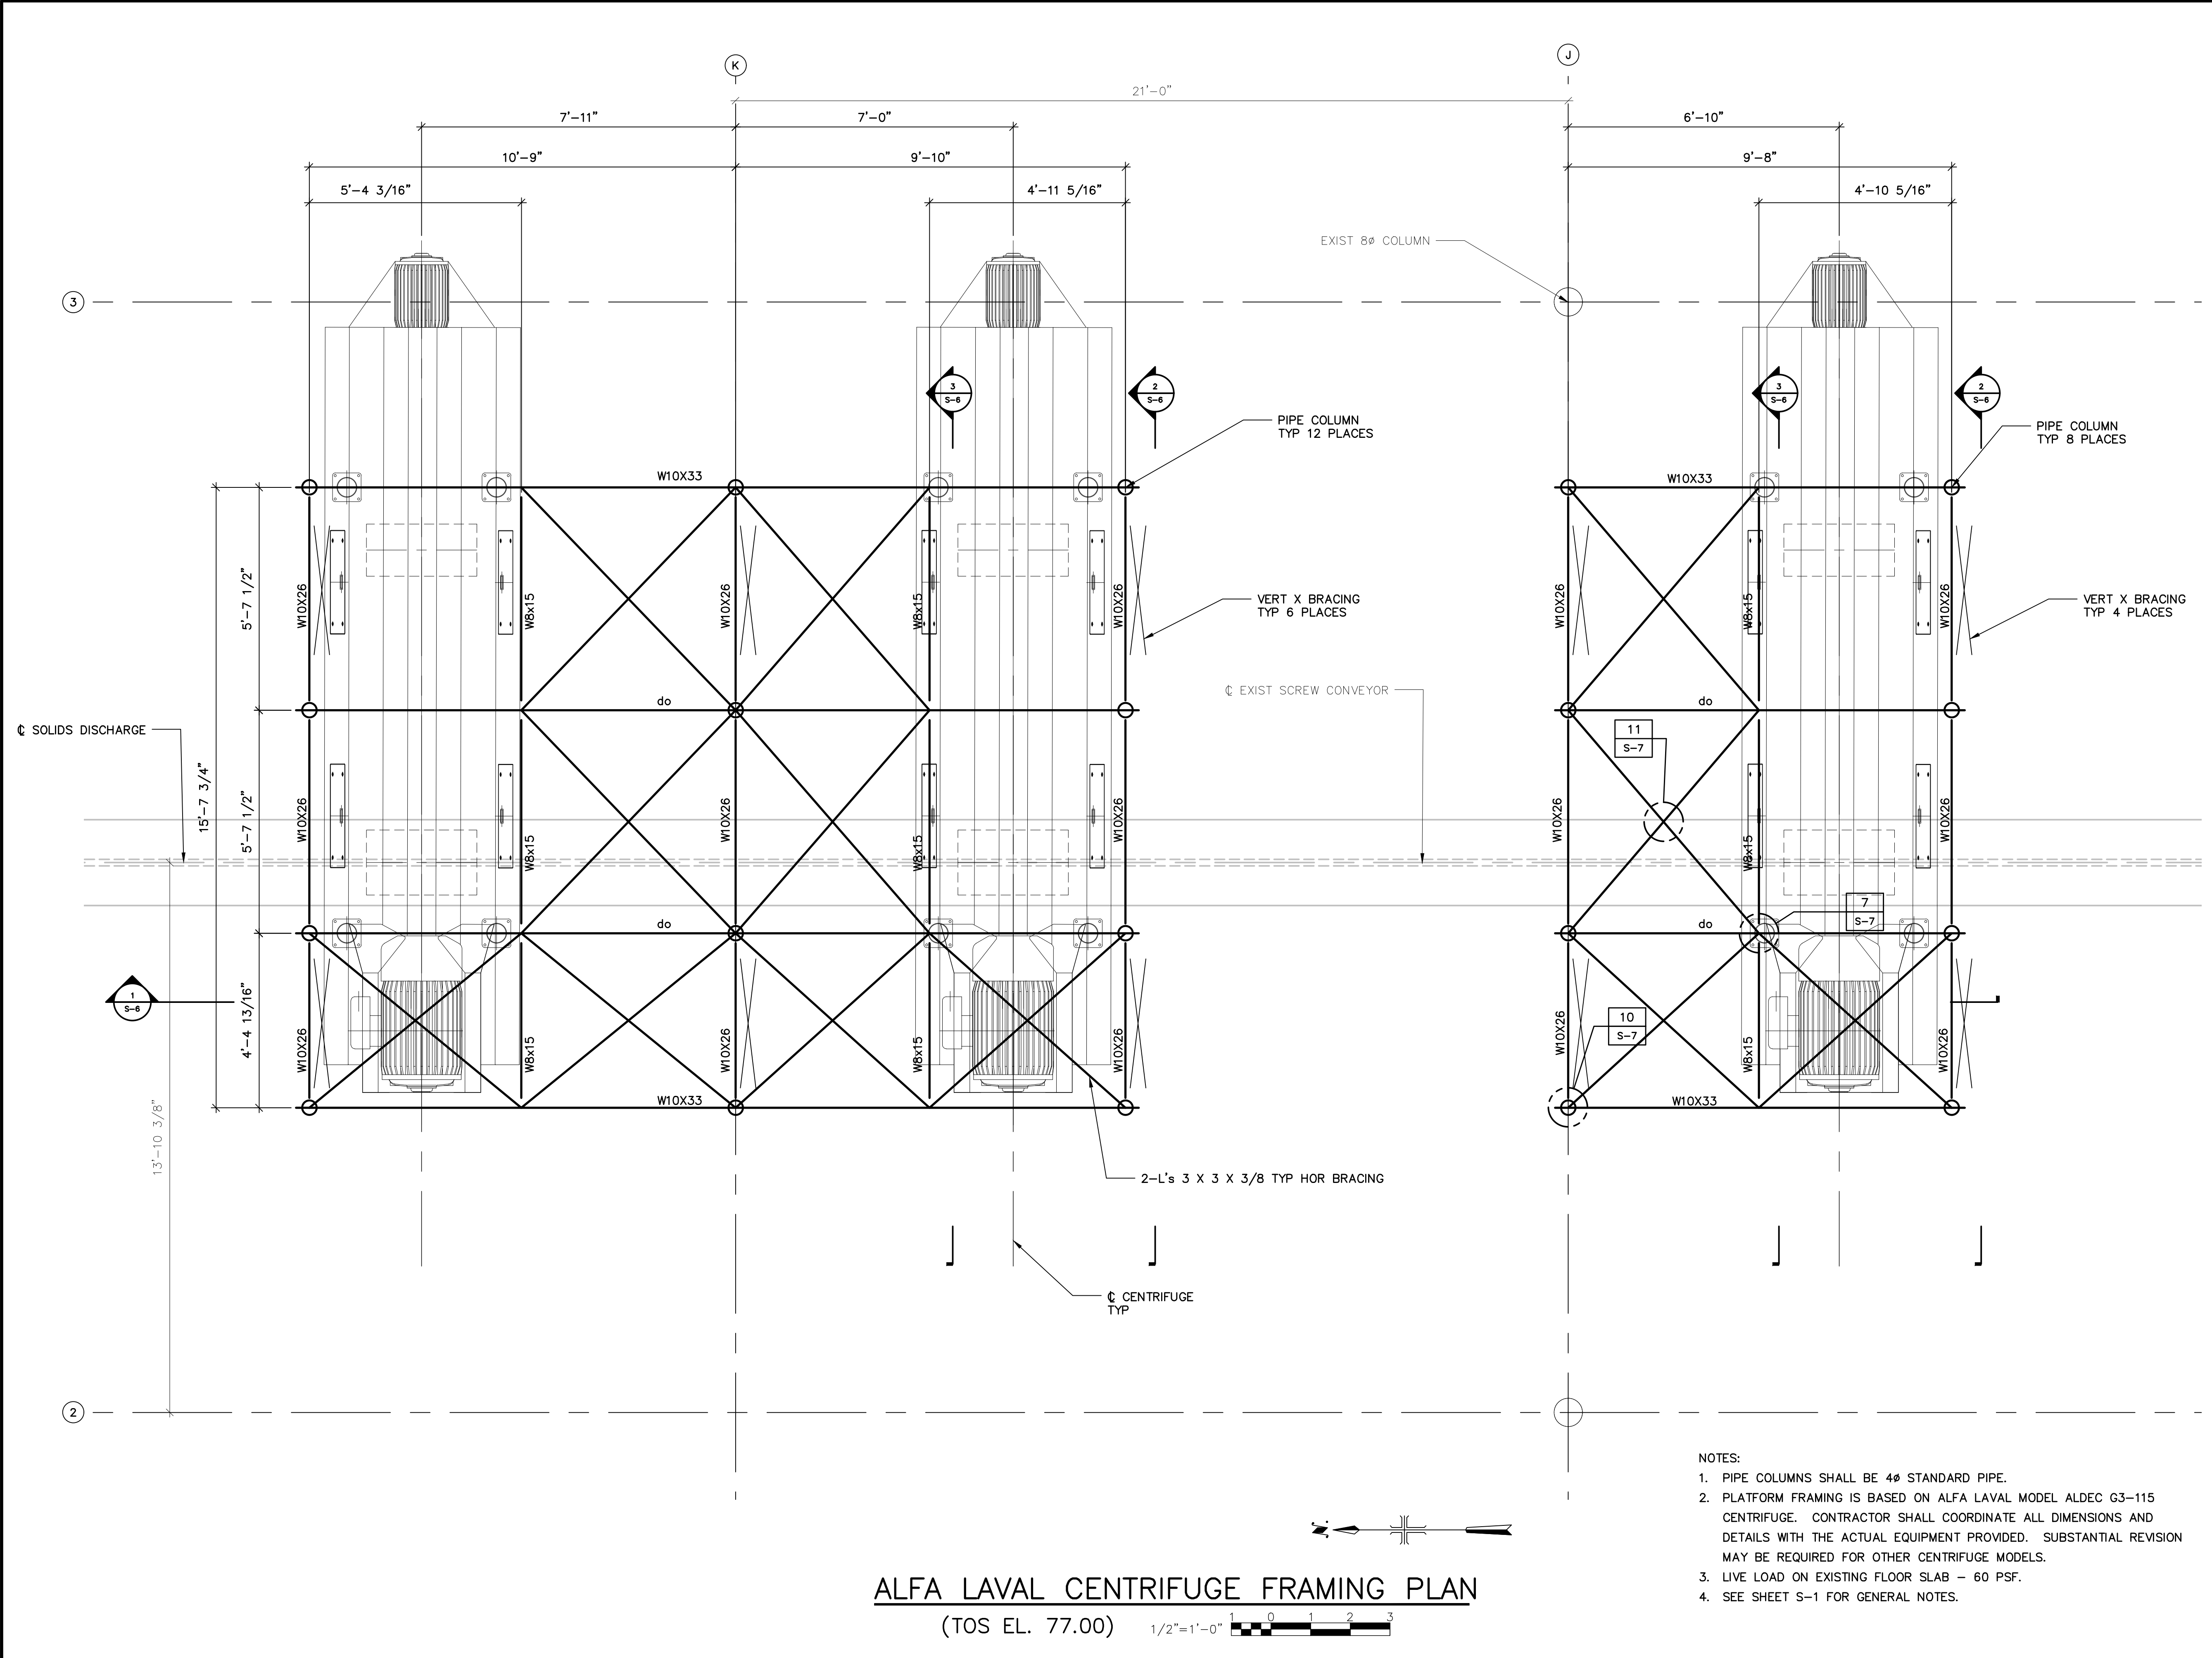 K
J
21'-0"
7'-11"
7'-0"
6'-10"
10'-9"
9'-10"
9'-8"
5'-4 3/16"
4'-11 5/16"
4'-10 5/16"
EXIST 8ø COLUMN
3
3
S-6
2
S-6
3
S-6
2
S-6
PIPE COLUMN
TYP 12 PLACES
PIPE COLUMN
TYP 8 PLACES
W10X33
W10X33
5'-7 1/2"
W10X26
W8x15
W10X26
W8x15
W10X26
W10X26
W8x15
W10X26
VERT X BRACING
TYP 6 PLACES
VERT X BRACING
TYP 4 PLACES
℄ EXIST SCREW CONVEYOR
do
do
℄ SOLIDS DISCHARGE
11
S-7
15'-7 3/4"
5'-7 1/2"
W10X26
W8x15
W10X26
W8x15
W10X26
W10X26
W8x15
W10X26
7
S-7
do
do
1
S-6
4'-4 13/16"
W10X26
W8x15
W10X26
W8x15
W10X26
W10X26
W8x15
W10X26
10
S-7
W10X33
W10X33
13'-10 3/8"
2-L's 3 X 3 X 3/8 TYP HOR BRACING
℄ CENTRIFUGE
TYP
2
NOTES:
1. PIPE COLUMNS SHALL BE 4ø STANDARD PIPE.
2. PLATFORM FRAMING IS BASED ON ALFA LAVAL MODEL ALDEC G3-115
CENTRIFUGE. CONTRACTOR SHALL COORDINATE ALL DIMENSIONS AND
DETAILS WITH THE ACTUAL EQUIPMENT PROVIDED. SUBSTANTIAL REVISION
MAY BE REQUIRED FOR OTHER CENTRIFUGE MODELS.
3. LIVE LOAD ON EXISTING FLOOR SLAB - 60 PSF.
4. SEE SHEET S-1 FOR GENERAL NOTES.
N
ALFA LAVAL CENTRIFUGE FRAMING PLAN
(TOS EL. 77.00)
1/2"=1'-0"
1 0 1 2 3